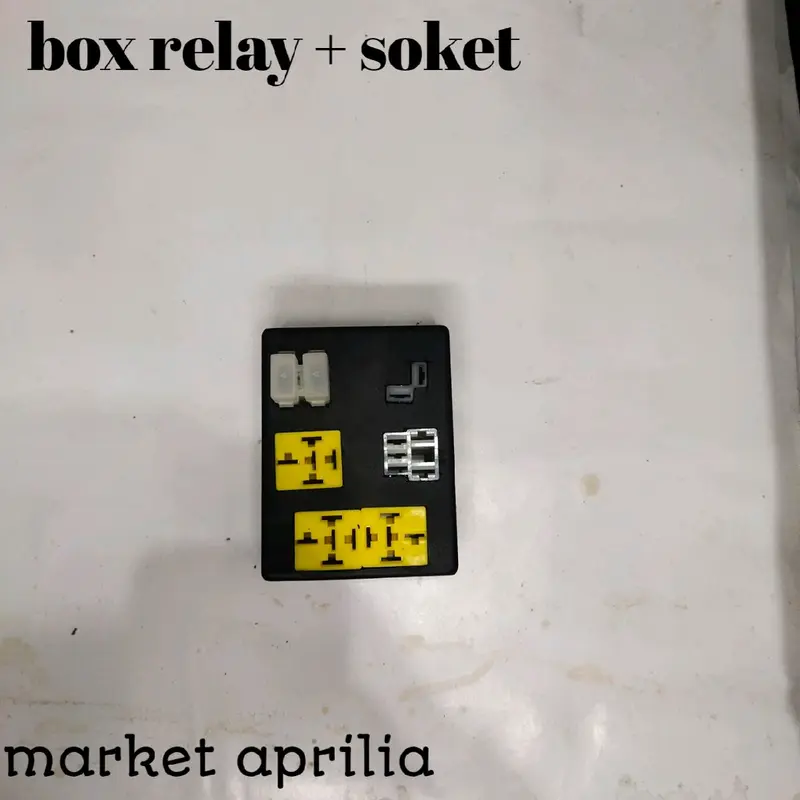 box relay + soket
market aprilia